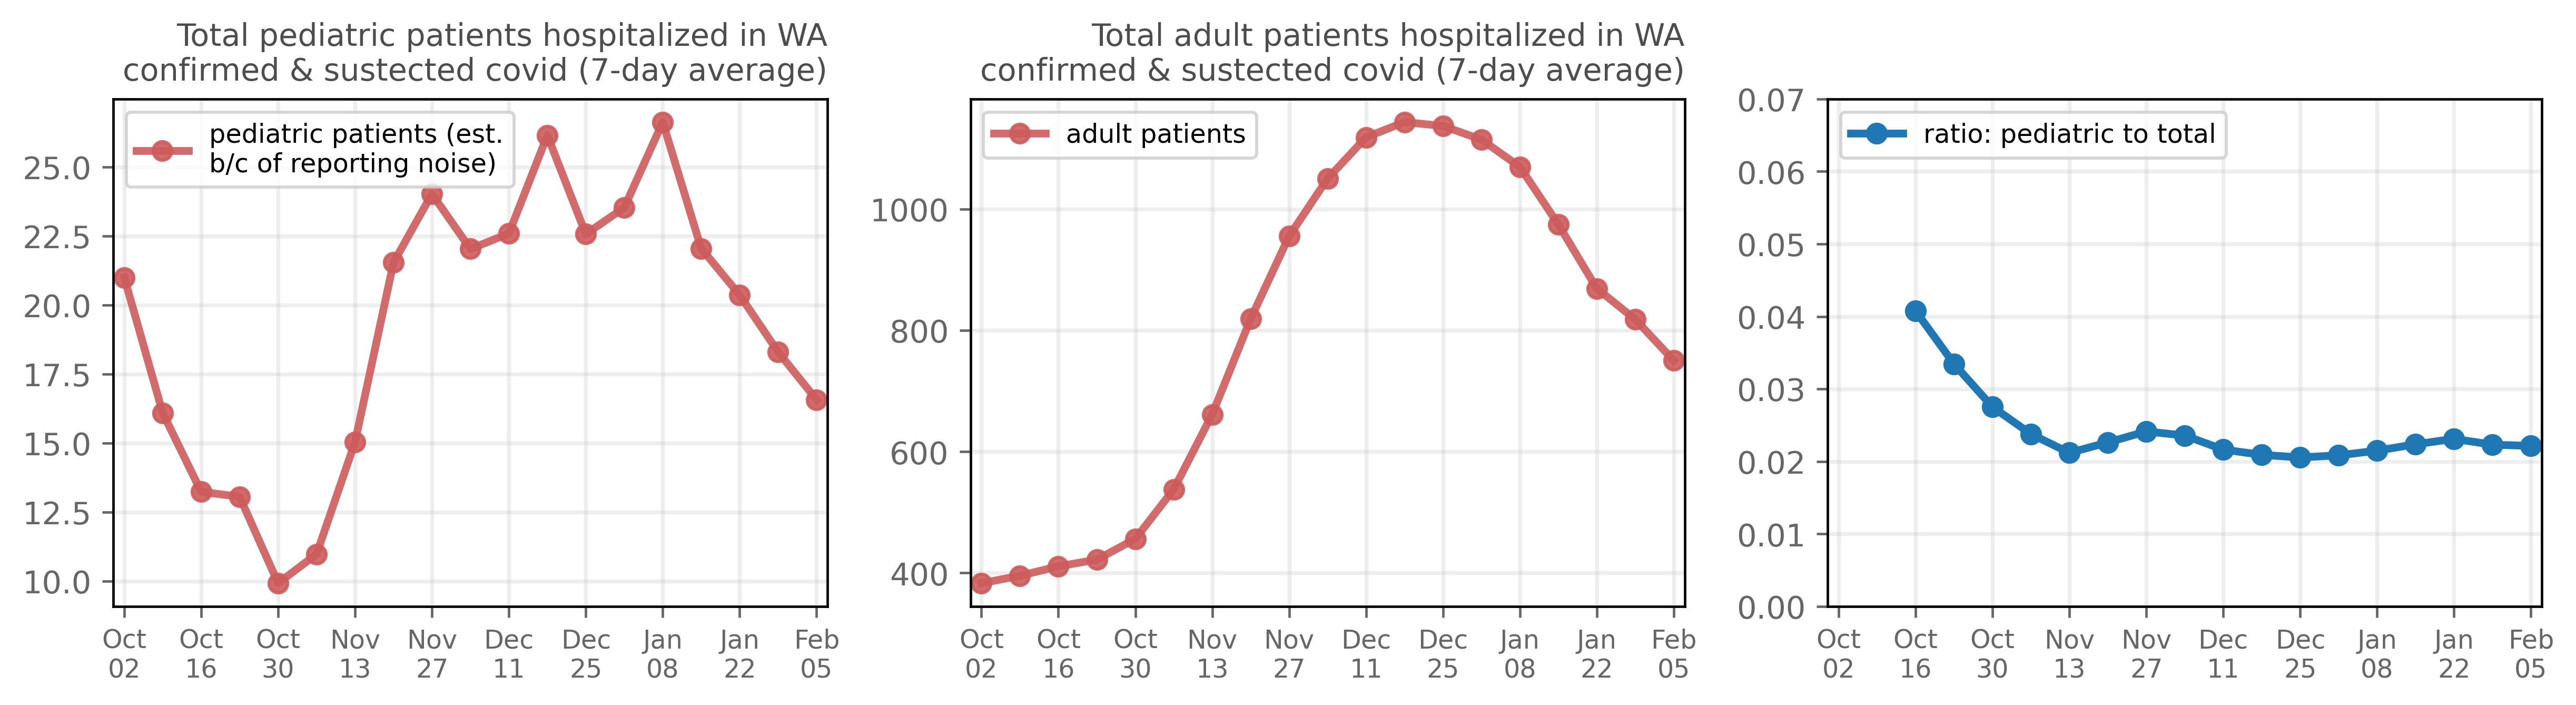 Total pediatric patients hospitalized in WA
confirmed & sustected covid (7-day average)
pediatric patients (est.
b/c of reporting noise)
25.0
22.5
20.0
17.5
15.0
12.5
10.0
Oct Oct Oct Nov Nov Dec Dec Jan Jan Feb
02 16 30 13 27 11 25 08 22 05
Total adult patients hospitalized in WA
confirmed & sustected covid (7-day average)
adult patients
1000
800
600
400
Oct Oct Oct Nov Nov Dec Dec Jan Jan Feb
02 16 30 13 27 11 25 08 22 05
ratio: pediatric to total
0.07
0.06
0.05
0.04
0.03
0.02
0.01
0.00
Oct Oct Oct Nov Nov Dec Dec Jan Jan Feb
02 16 30 13 27 11 25 08 22 05